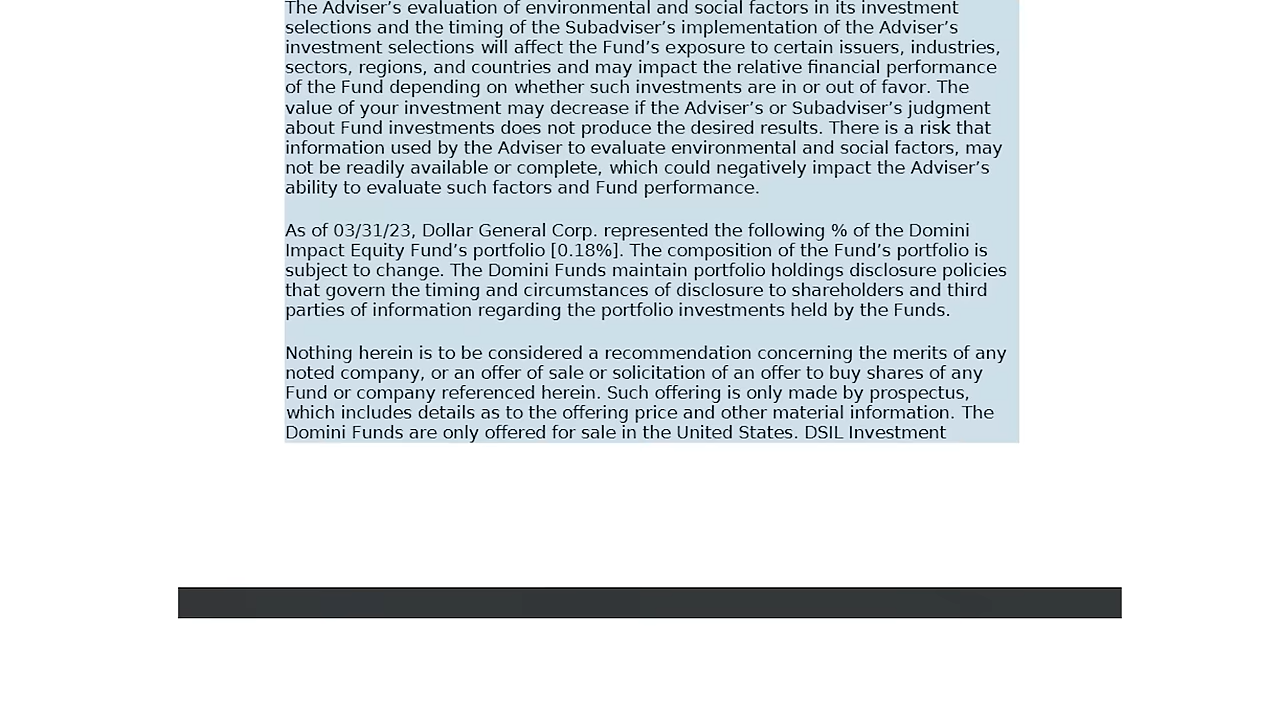 The Adviser’s evaluation of environmental and social factors in its investment
selections and the timing of the Subadviser’s implementation of the Adviser’s
investment selections will affect the Fund’s exposure to certain issuers, industries,
sectors, regions, and countries and may impact the relative financial performance
of the Fund depending on whether such investments are in or out of favor. The
value of your investment may decrease if the Adviser’s or Subadviser’s judgment
about Fund investments does not produce the desired results. There is a risk that
information used by the Adviser to evaluate environmental and social factors, may
not be readily available or complete, which could negatively impact the Adviser’s
ability to evaluate such factors and Fund performance.
As of 03/31/23, Dollar General Corp. represented the following % of the Domini
Impact Equity Fund’s portfolio [0.18%]. The composition of the Fund’s portfolio is
subject to change. The Domini Funds maintain portfolio holdings disclosure policies
that govern the timing and circumstances of disclosure to shareholders and third
parties of information regarding the portfolio investments held by the Funds.
Nothing herein is to be considered a recommendation concerning the merits of any
noted company, or an offer of sale or solicitation of an offer to buy shares of any
Fund or company referenced herein. Such offering is only made by prospectus,
which includes details as to the offering price and other material information. The
Domini Funds are only offered for sale in the United States. DSIL Investment